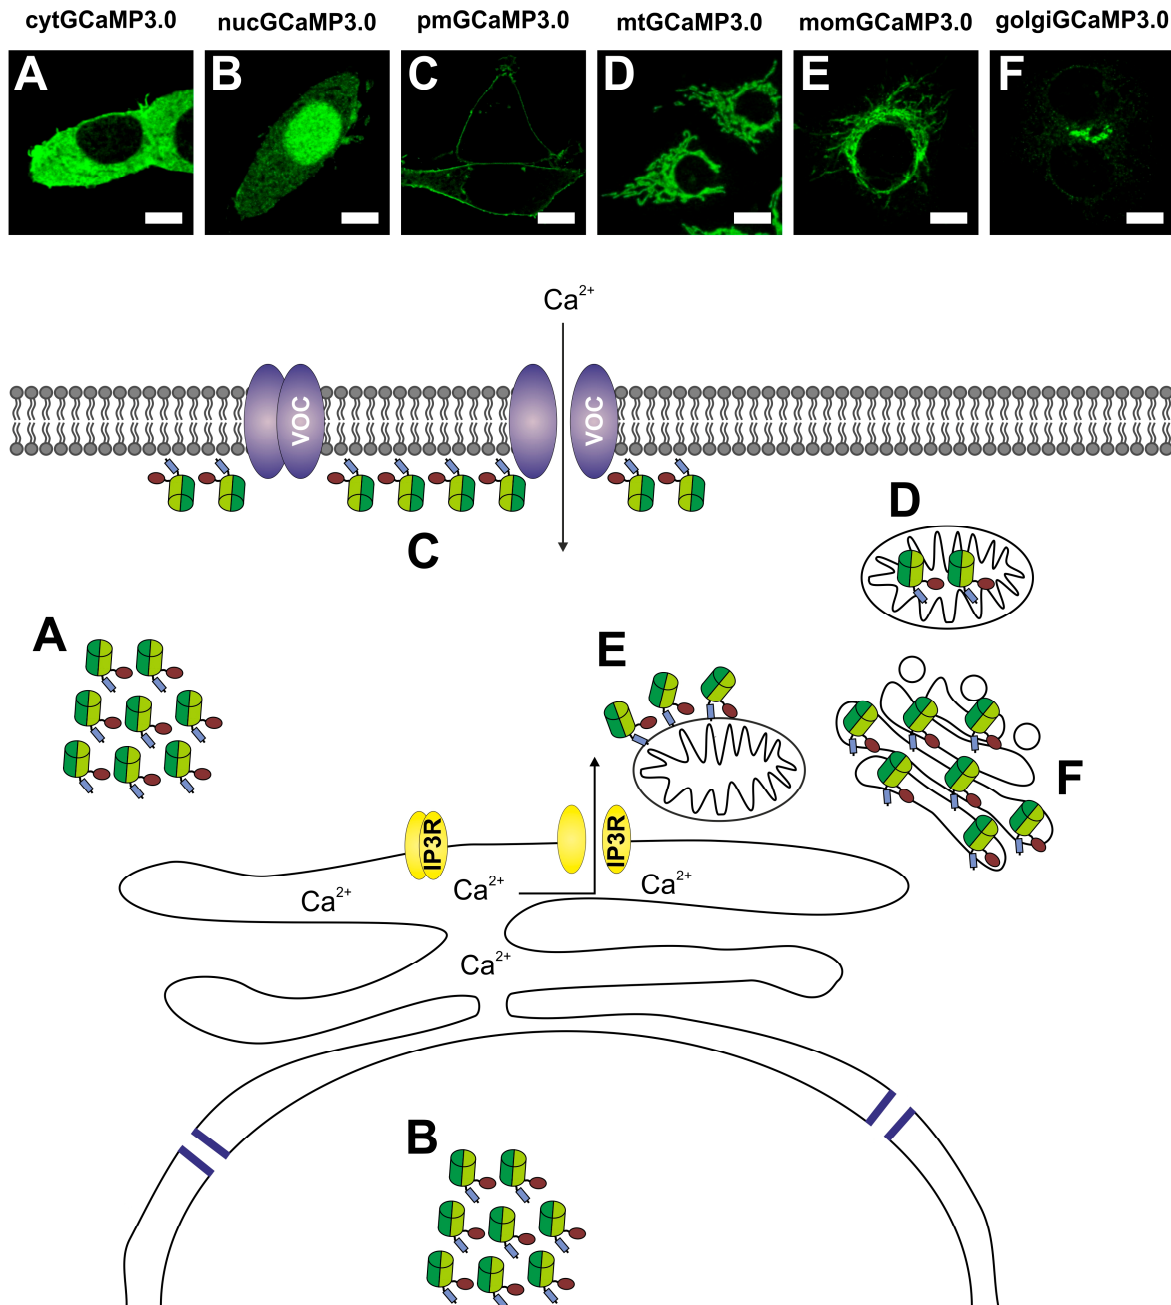 cytGCaMP3.0 nucGCaMP3.0 pmGCaMP3.0 mtGCaMP3.0 momGCaMP3.0 golgiGCaMP3.0
A B C D E F
Ca2+
VOC VOC
D
C
A
E
F
IP3R IP3R
Ca2+ Ca2+ Ca2+
Ca2+
B